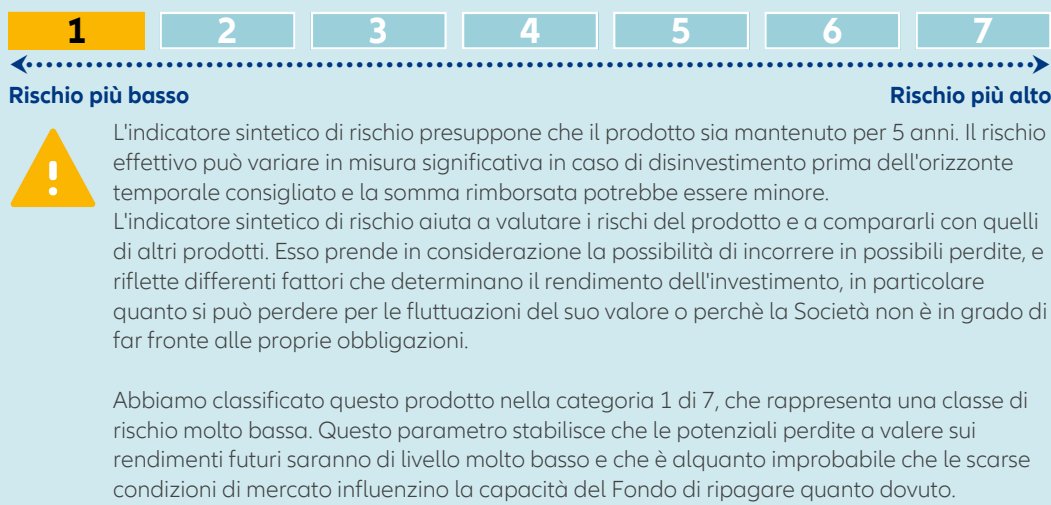 1 2 3 4 5 6 7
Rischio più basso Rischio più alto
L'indicatore sintetico di rischio presuppone che il prodotto sia mantenuto per 5 anni. Il rischio
effettivo può variare in misura significativa in caso di disinvestimento prima dell'orizzonte
temporale consigliato e la somma rimborsata potrebbe essere minore.
L'indicatore sintetico di rischio aiuta a valutare i rischi del prodotto e a compararli con quelli
di altri prodotti. Esso prende in considerazione la possibilità di incorrere in possibili perdite, e
riflette differenti fattori che determinano il rendimento dell'investimento, in particolare
quanto si può perdere per le fluttuazioni del suo valore o perchè la Società non è in grado di
far fronte alle proprie obbligazioni.
Abbiamo classificato questo prodotto nella categoria 1 di 7, che rappresenta una classe di
rischio molto bassa. Questo parametro stabilisce che le potenziali perdite a valere sui
rendimenti futuri saranno di livello molto basso e che è alquanto improbabile che le scarse
condizioni di mercato influenzino la capacità del Fondo di ripagare quanto dovuto.